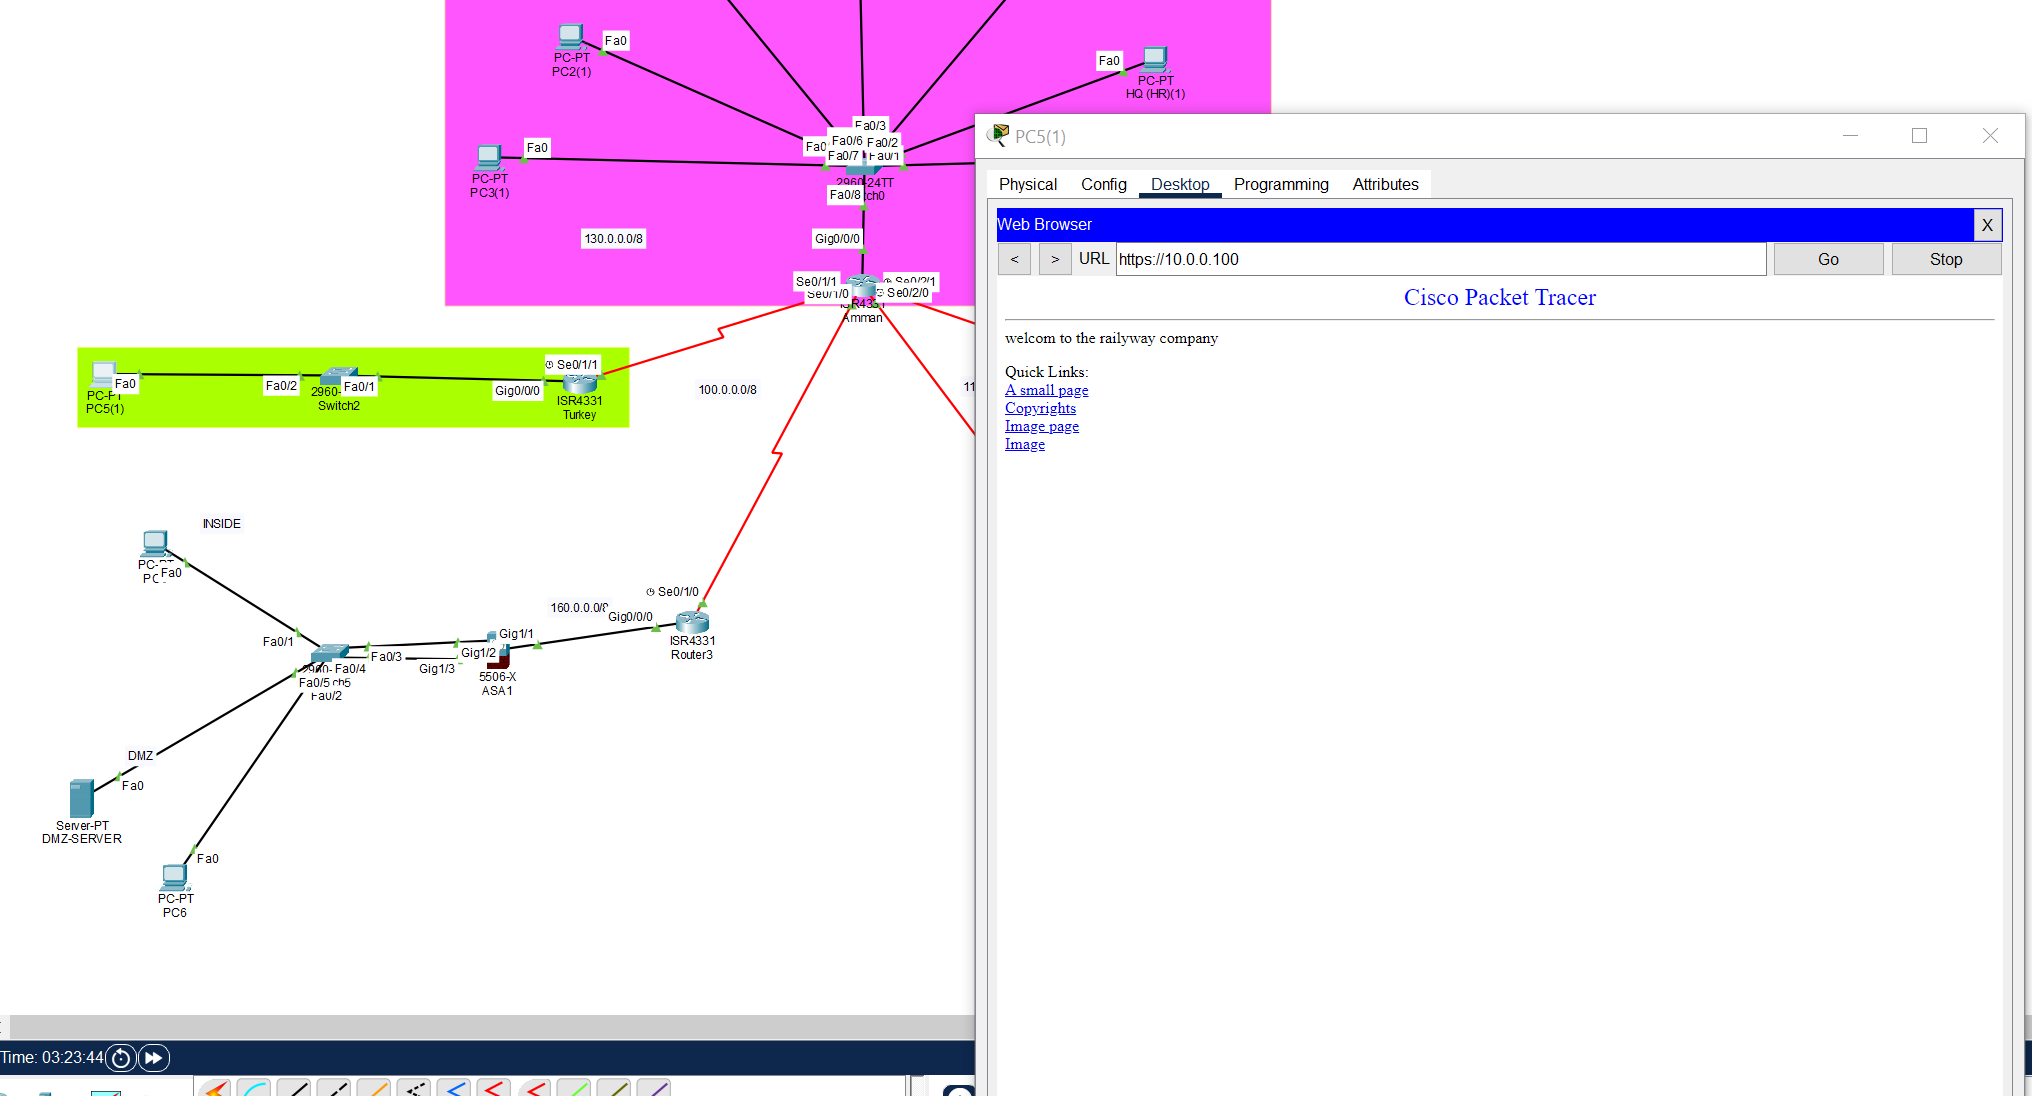 Fa0
PC-PT
PC2(1)
Fa0
PC-PT
HQ (HR)(1)
Fa0
PC-PT
PC3(1)
Fa0/3
Fa0/6
Fa0/2
Fa0/7
Fa0/1
2960-24TT
Fa0/8
130.0.0.0/8
Gig0/0/0
Se0/1/1
Se0/2/1
Se0/1/0
Se0/2/0
ISR4331
Amman
Se0/1/1
Fa0
PC-PT
PC5(1)
Fa0/2
Fa0/1
Switch2
Gig0/0/0
ISR4331
Turkey
100.0.0.0/8
INSIDE
Fa0
Fa0/1
Fa0/3
Fa0/4
Fa0/5
Fa0/2
Gig1/1
Gig1/2
Gig1/3
5506-X
ASA1
160.0.0.0/8
Gig0/0/0
Se0/1/0
ISR4331
Router3
DMZ
Fa0
Server-PT
DMZ-SERVER
Fa0
PC-PT
PC6
Time: 03:23:44
PC5(1)
Physical Config Desktop Programming Attributes
Web Browser
X
< > URL https://10.0.0.100 Go Stop
Cisco Packet Tracer
welcom to the railyway company
Quick Links:
A small page
Copyrights
Image page
Image